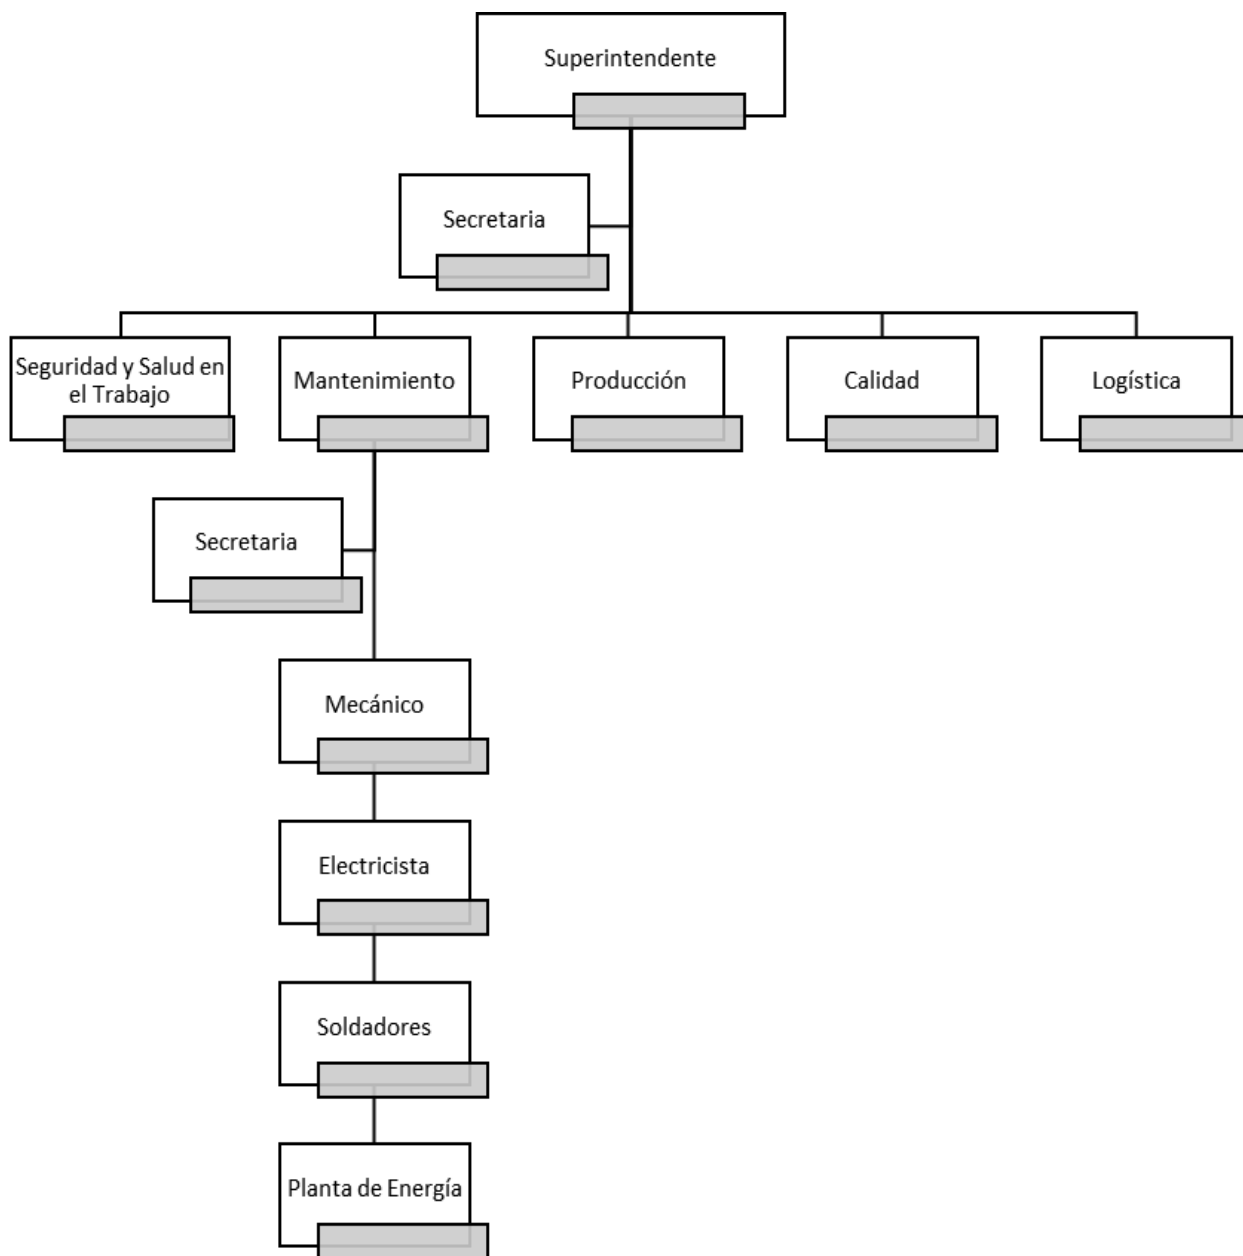 Superintendente
Secretaria
Seguridad y Salud en
el Trabajo
Mantenimiento
Producción
Calidad
Logística
Secretaria
Mecánico
Electricista
Soldadores
Planta de Energía